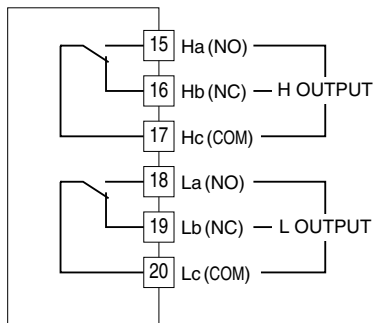 15 Ha (NO)
16 Hb (NC) H OUTPUT
17 Hc (COM)
18 La (NO)
19 Lb (NC) L OUTPUT
20 Lc (COM)